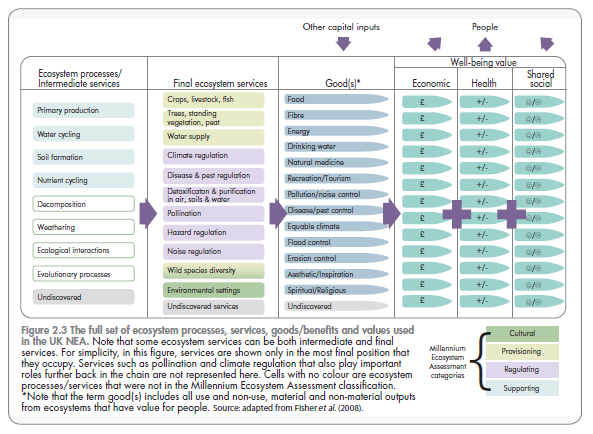 Other capital inputs
People
Well-being value
Ecosystem processes/
Intermediate services
Final ecosystem services
Good(s)*
Economic
Health
Shared
social
Primary production
Water cycling
Soil formation
Nutrient cycling
Decomposition
Weathering
Ecological interactions
Evolutionary processes
Undiscovered
Crops, livestock, fish
Trees, standing
vegetation, peat
Water supply
Climate regulation
Disease & pest regulation
Detoxificaton & purification
in air, soils & water
Pollination
Hazard regulation
Noise regulation
Wild species diversity
Environmental settings
Undiscovered services
Food
Fibre
Energy
Drinking water
Natural medicine
Recreation/Tourism
Pollution/noise control
Disease/pest control
Equable climate
Flood control
Erosion control
Aesthetic/Inspiration
Spiritual/Religious
Undiscovered
£ +/- ☺/☹
£ +/- ☺/☹
£ +/- ☺/☹
£ +/- ☺/☹
£ +/- ☺/☹
£ +/- ☺/☹
£ +/- ☺/☹
£ +/- ☺/☹
£ +/- ☺/☹
£ +/- ☺/☹
£ +/- ☺/☹
£ +/- ☺/☹
£ +/- ☺/☹
Figure 2.3 The full set of ecosystem processes, services, goods/benefits and values used
in the UK NEA. Note that some ecosystem services can be both intermediate and final
services. For simplicity, in this figure, services are shown only in the most final position that
they occupy. Services such as pollination and climate regulation that also play important
roles further back in the chain are not represented here. Cells with no colour are ecosystem
processes/services that were not in the Millennium Ecosystem Assessment classification.
*Note that the term good(s) includes all use and non-use, material and non-material outputs
from ecosystems that have value for people. Source: adapted from Fisher et al. (2008).
Millennium
Ecosystem
Assessment
categories
Cultural
Provisioning
Regulating
Supporting